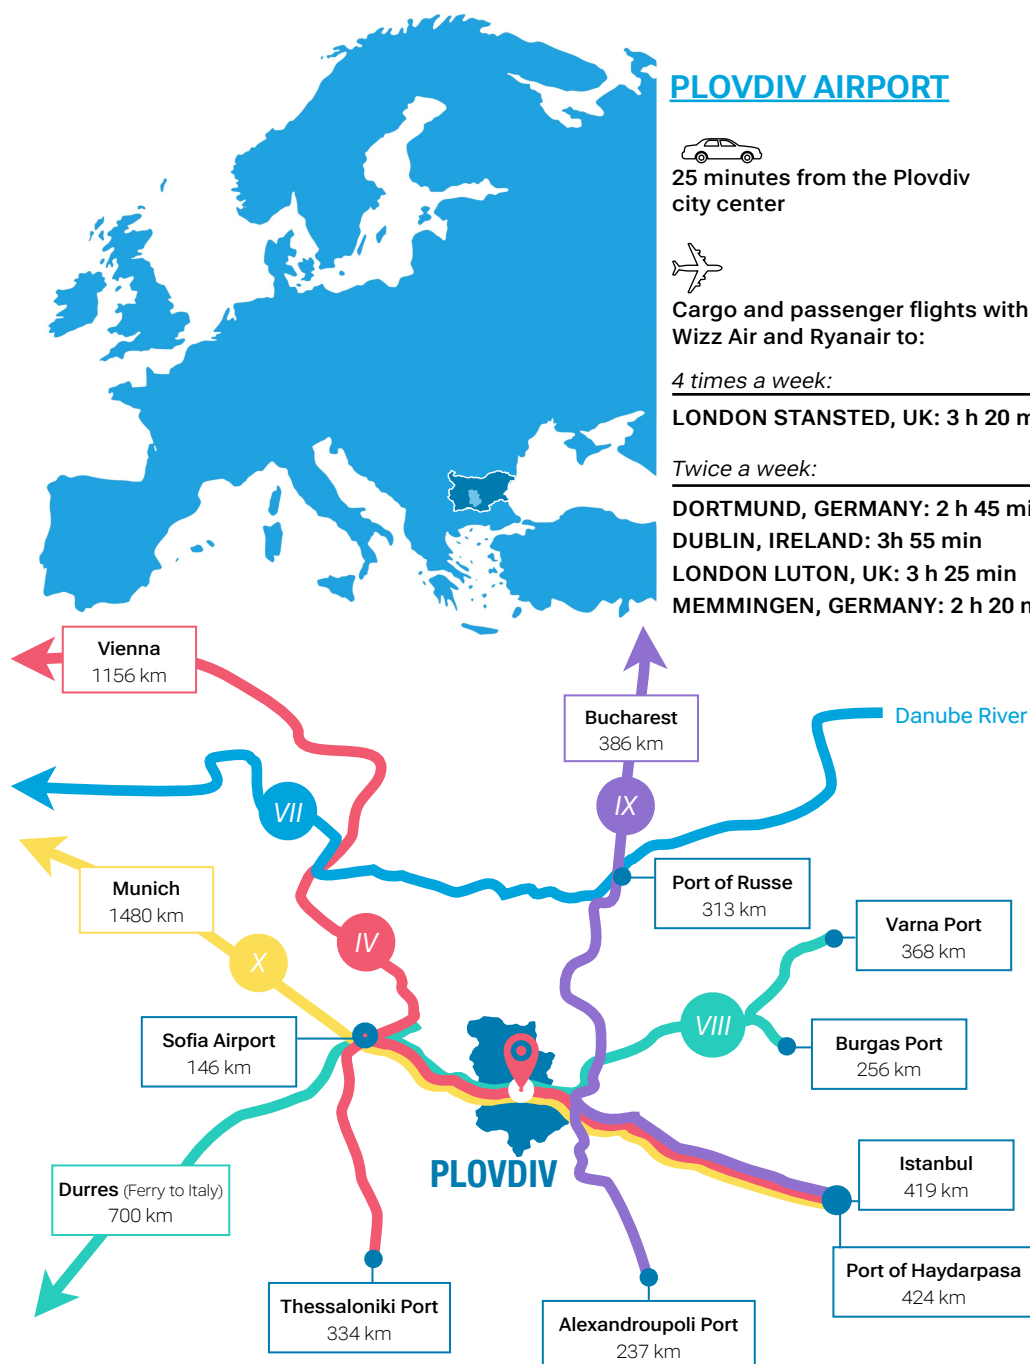 PLOVDIV AIRPORT
25 minutes from the Plovdiv
city center
Cargo and passenger flights with
Wizz Air and Ryanair to:
4 times a week:
LONDON STANSTED, UK: 3 h 20 m
Twice a week:
DORTMUND, GERMANY: 2 h 45 mi
DUBLIN, IRELAND: 3h 55 min
LONDON LUTON, UK: 3 h 25 min
MEMMINGEN, GERMANY: 2 h 20 m
Vienna
1156 km
Bucharest
386 km
Danube River
VII
IX
Munich
1480 km
Port of Russe
313 km
Varna Port
368 km
IV
X
VIII
Sofia Airport
146 km
Burgas Port
256 km
PLOVDIV
Istanbul
419 km
Durres (Ferry to Italy)
700 km
Port of Haydarpasa
424 km
Thessaloniki Port
334 km
Alexandroupoli Port
237 km